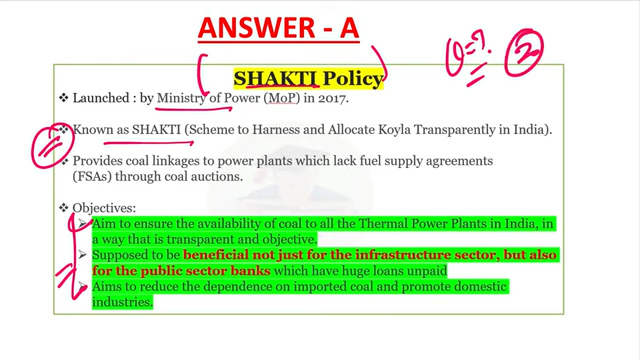 ANSWER - A
Q=?
2
SHAKTI Policy
❖ Launched : by Ministry of Power (MoP) in 2017.
❖ Known as SHAKTI (Scheme to Harness and Allocate Koyla Transparently in India).
❖ Provides coal linkages to power plants which lack fuel supply agreements
(FSAs) through coal auctions.
❖ Objectives:
➢ Aim to ensure the availability of coal to all the Thermal Power Plants in India, in
a way that is transparent and objective.
➢ Supposed to be beneficial not just for the infrastructure sector, but also
for the public sector banks which have huge loans unpaid
➢ Aims to reduce the dependence on imported coal and promote domestic
industries.